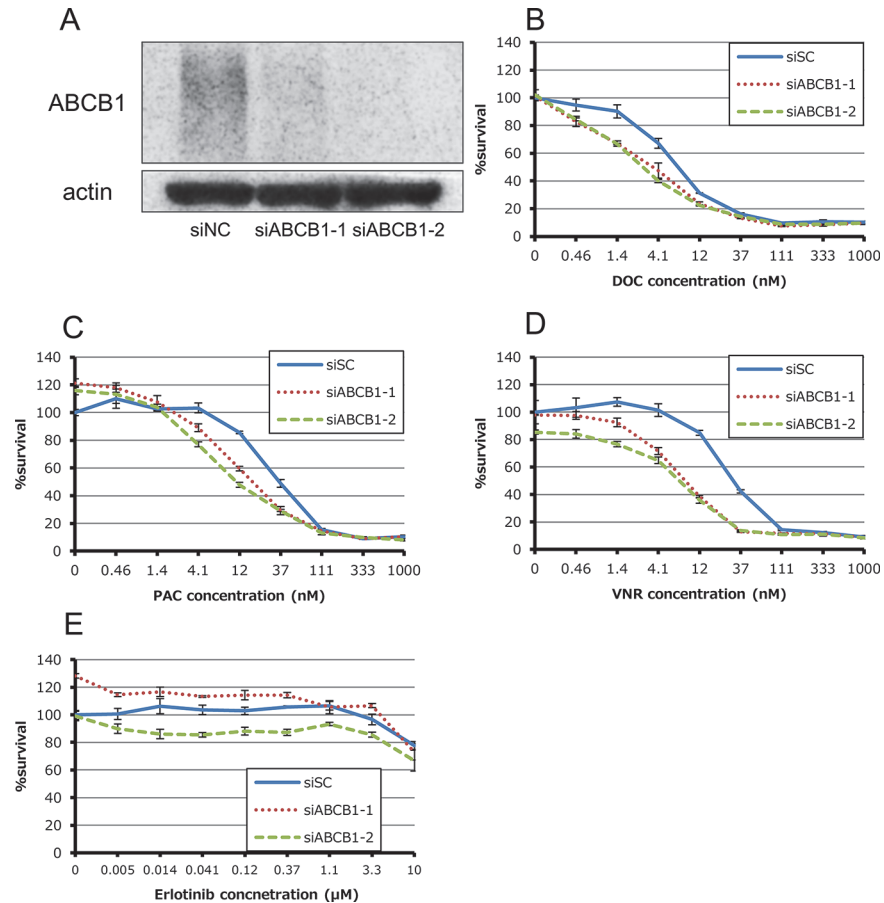 A
ABCB1
actin
siNC siABCB1-1 siABCB1-2
B
%survival
140
120
100
80
60
40
20
0
0 0.46 1.4 4.1 12 37 111 333 1000
DOC concentration (nM)
siSC
siABCB1-1
siABCB1-2
C
%survival
140
120
100
80
60
40
20
0
0 0.46 1.4 4.1 12 37 111 333 1000
PAC concentration (nM)
siSC
siABCB1-1
siABCB1-2
D
%survival
140
120
100
80
60
40
20
0
0 0.46 1.4 4.1 12 37 111 333 1000
VNR concentration (nM)
siSC
siABCB1-1
siABCB1-2
E
%survival
140
120
100
80
60
40
20
0
0 0.005 0.014 0.041 0.12 0.37 1.1 3.3 10
Erlotinib concnetration (μM)
siSC
siABCB1-1
siABCB1-2